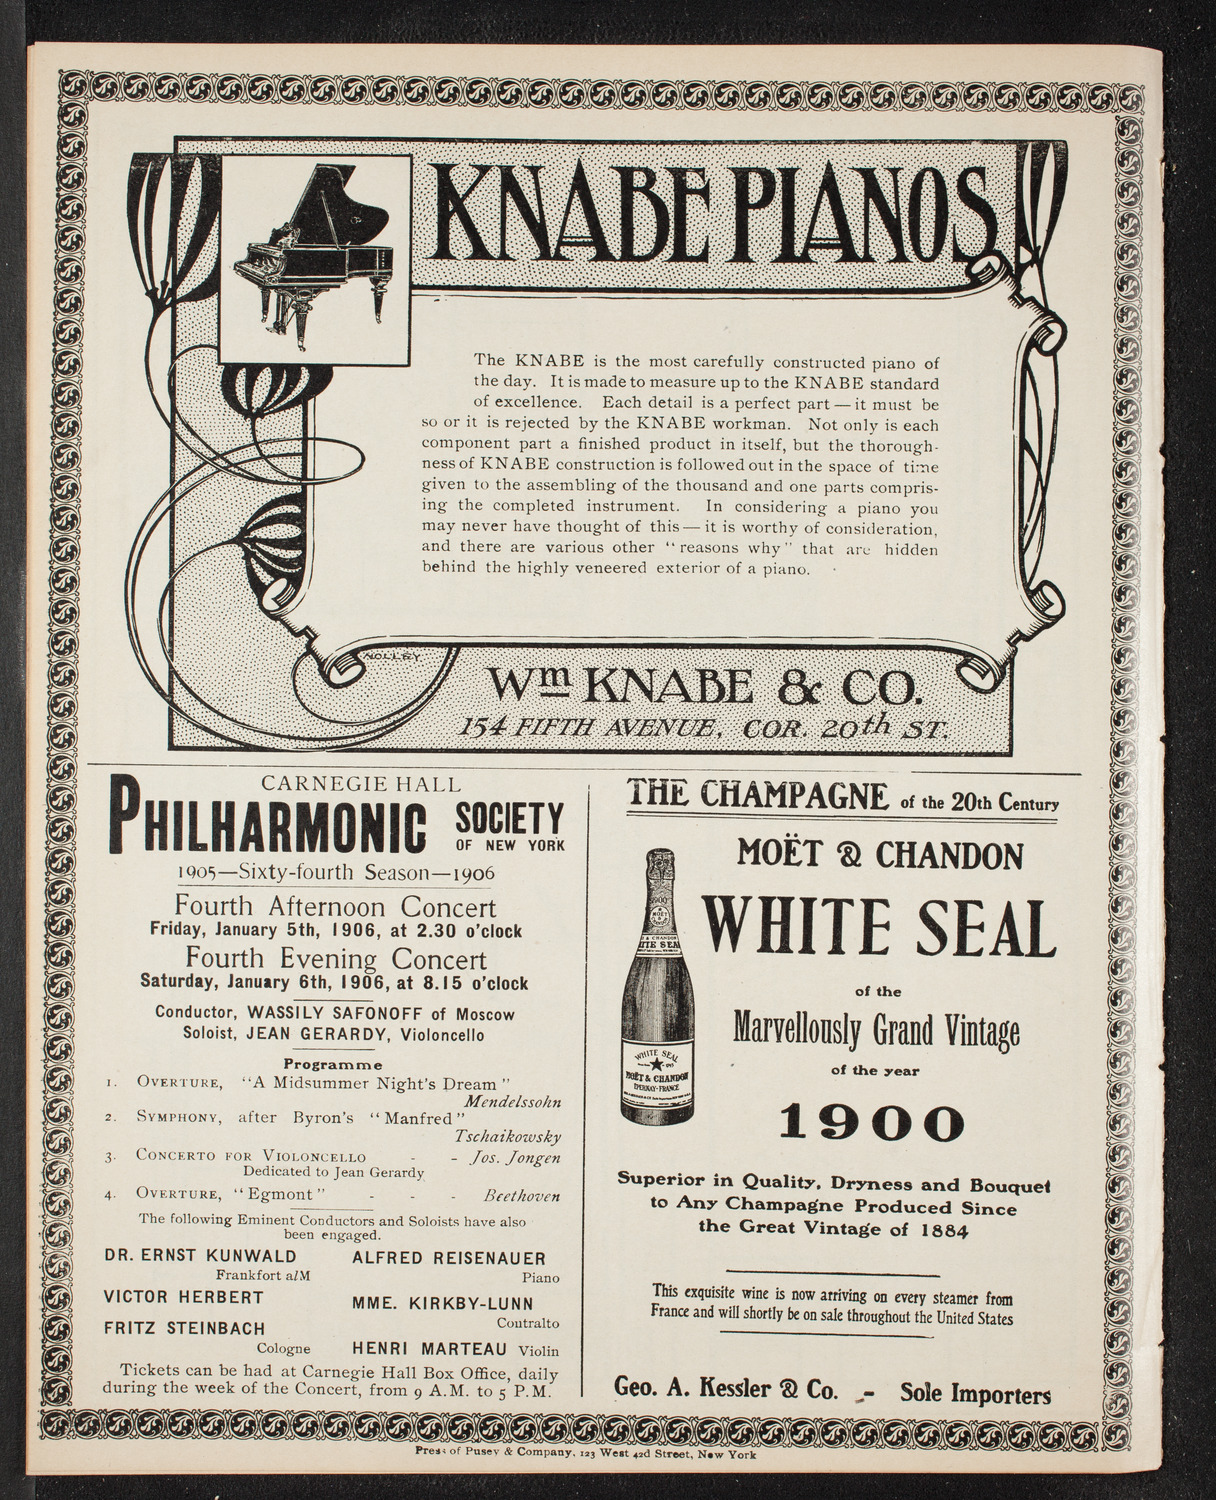 KNABE PIANOS
The KNABE is the most carefully constructed piano of
the day. It is made to measure up to the KNABE standard
of excellence. Each detail is a perfect part — it must be
so or it is rejected by the KNABE workman. Not only is each
component part a finished product in itself, but the thorough-
ness of KNABE construction is followed out in the space of time
given to the assembling of the thousand and one parts compris-
ing the completed instrument. In considering a piano you
may never have thought of this — it is worthy of consideration,
and there are various other "reasons why" that are hidden
behind the highly veneered exterior of a piano.
Wm KNABE & CO.
154 FIFTH AVENUE, COR. 20th ST.
CARNEGIE HALL
PHILHARMONIC SOCIETY
OF NEW YORK
1905—Sixty-fourth Season—1906
Fourth Afternoon Concert
Friday, January 5th, 1906, at 2.30 o'clock
Fourth Evening Concert
Saturday, January 6th, 1906, at 8.15 o'clock
Conductor, WASSILY SAFONOFF of Moscow
Soloist, JEAN GERARDY, Violoncello
Programme
1. OVERTURE, "A Midsummer Night's Dream"
Mendelssohn
2. SYMPHONY, after Byron's "Manfred"
Tschaikowsky
3. CONCERTO FOR VIOLONCELLO - - Jos. Jongen
Dedicated to Jean Gerardy
4. OVERTURE, "Egmont" - - - Beethoven
The following Eminent Conductors and Soloists have also
been engaged.
DR. ERNST KUNWALD
Frankfort a/M
VICTOR HERBERT
FRITZ STEINBACH
Cologne
ALFRED REISENAUER
Piano
MME. KIRKBY-LUNN
Contralto
HENRI MARTEAU Violin
Tickets can be had at Carnegie Hall Box Office, daily
during the week of the Concert, from 9 A.M. to 5 P.M.
THE CHAMPAGNE of the 20th Century
MOËT & CHANDON
WHITE SEAL
of the
Marvellously Grand Vintage
of the year
1900
WHITE SEAL
MOËT & CHANDON
EPERNAY-FRANCE
Superior in Quality, Dryness and Bouquet
to Any Champagne Produced Since
the Great Vintage of 1884
This exquisite wine is now arriving on every steamer from
France and will shortly be on sale throughout the United States
Geo. A. Kessler & Co. - Sole Importers
Press of Pusey & Company, 123 West 42d Street, New York